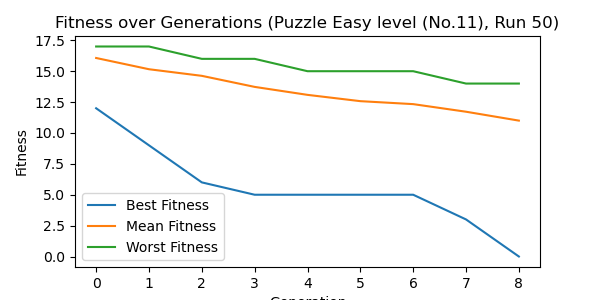 Fitness over Generations (Puzzle Easy level (No.11), Run 50)
17.5
15.0
12.5
10.0
7.5
5.0
2.5
0.0
Fitness
Best Fitness
Mean Fitness
Worst Fitness
0 1 2 3 4 5 6 7 8
Generation